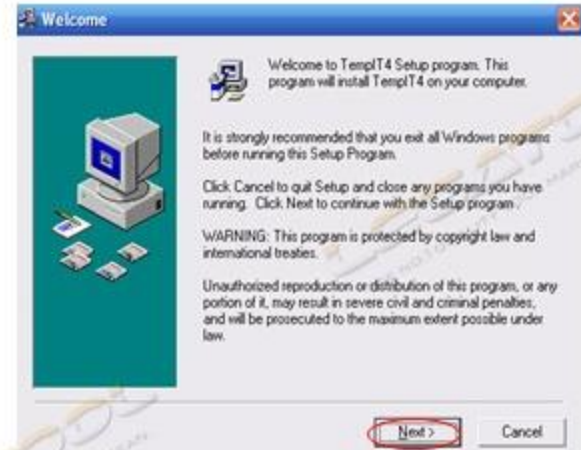 Welcome
Welcome to TempIT4 Setup program. This
program will install TempIT4 on your computer.
It is strongly recommended that you exit all Windows programs
before running this Setup Program.
Click Cancel to quit Setup and close any programs you have
running. Click Next to continue with the Setup program.
WARNING: This program is protected by copyright law and
international treaties.
Unauthorized reproduction or distribution of this program, or any
portion of it, may result in severe civil and criminal penalties,
and will be prosecuted to the maximum extent possible under
law.
Next >
Cancel